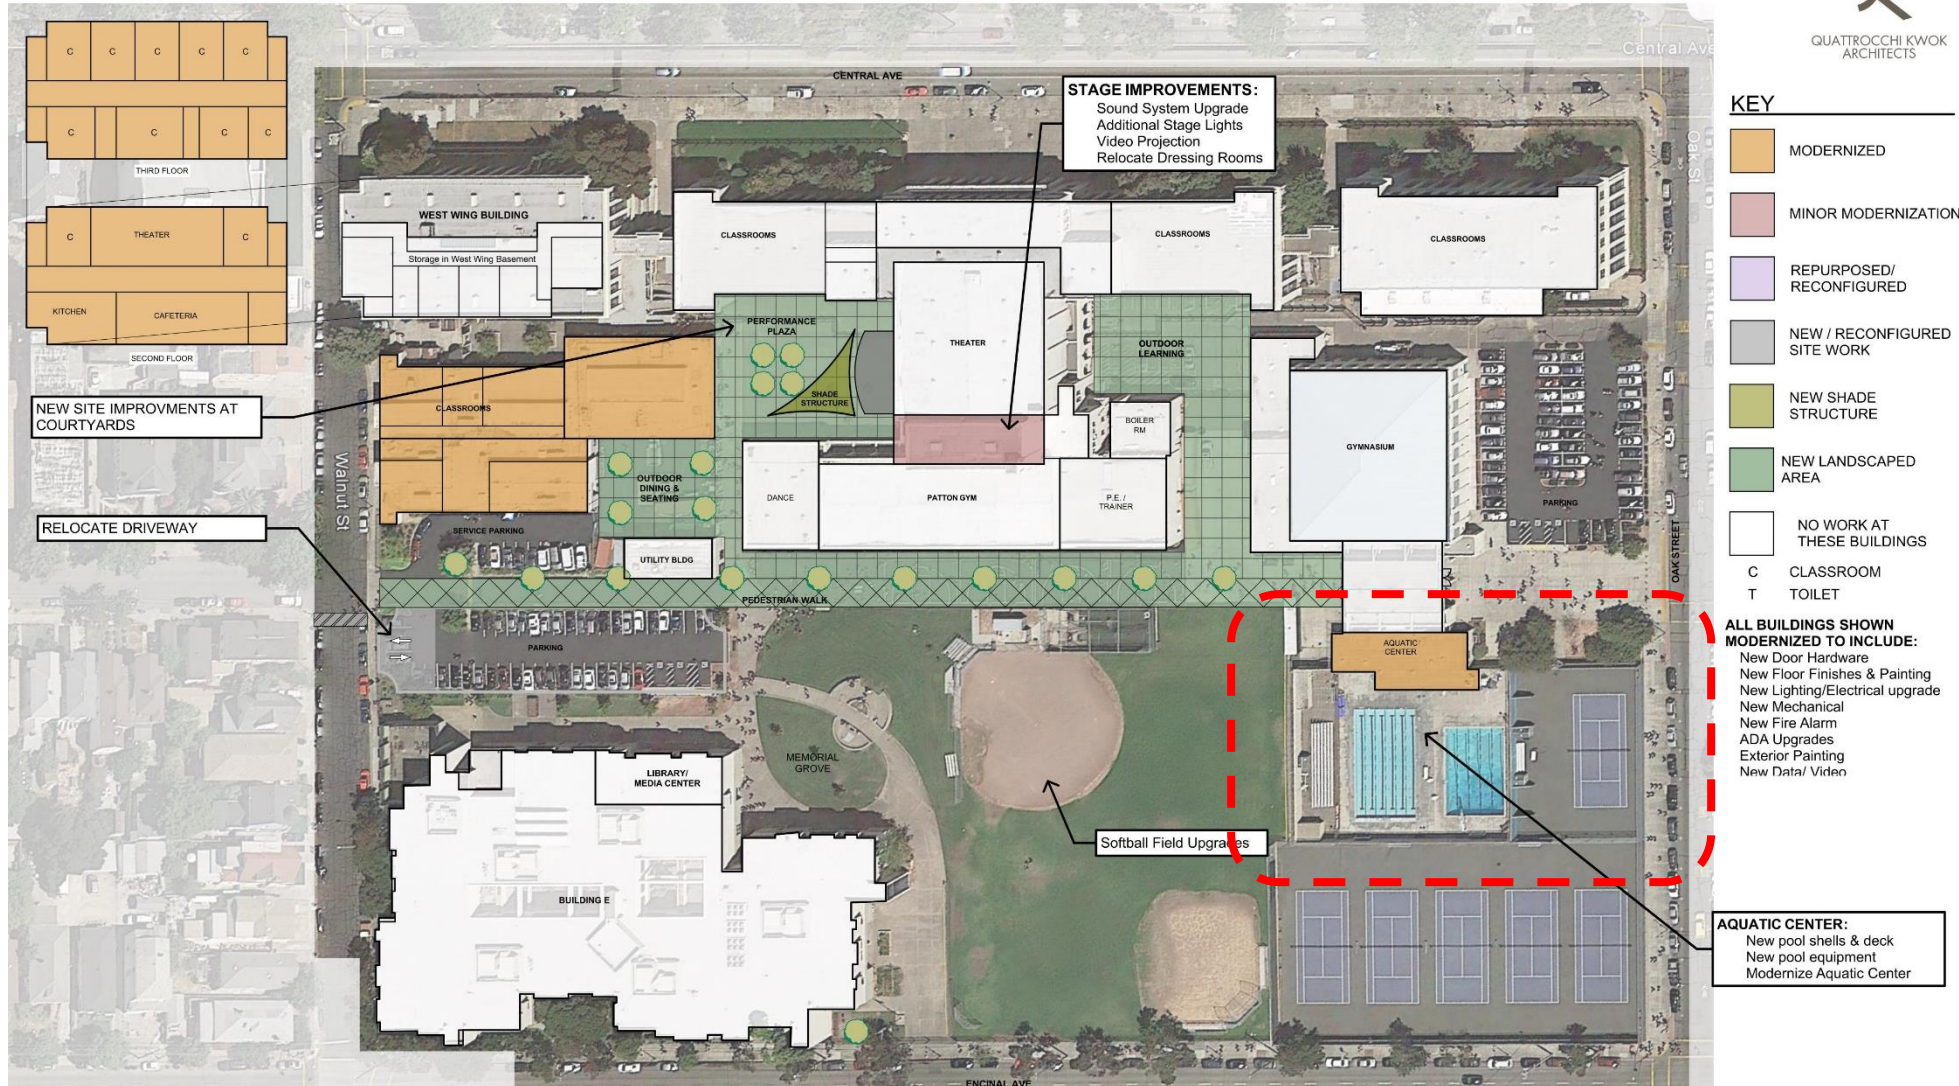 QUATTROCCHI KWOK
ARCHITECTS
Central Ave
CENTRAL AVE
C
C
C
C
C
C
C
C
C
THIRD FLOOR
C
THEATER
C
KITCHEN
CAFETERIA
SECOND FLOOR
STAGE IMPROVEMENTS:
Sound System Upgrade
Additional Stage Lights
Video Projection
Relocate Dressing Rooms
Oak St
WEST WING BUILDING
Storage in West Wing Basement
CLASSROOMS
CLASSROOMS
CLASSROOMS
PERFORMANCE
PLAZA
THEATER
OUTDOOR
LEARNING
SHADE
STRUCTURE
NEW SITE IMPROVMENTS AT
COURTYARDS
CLASSROOMS
BOILER
RM
GYMNASIUM
Walnut St
OUTDOOR
DINING &
SEATING
DANCE
PATTON GYM
P.E. /
TRAINER
PARKING
RELOCATE DRIVEWAY
SERVICE PARKING
UTILITY BLDG
OAK STREET
PEDESTRIAN WALK
PARKING
AQUATIC
CENTER
MEMORIAL
GROVE
LIBRARY/
MEDIA CENTER
Softball Field Upgrades
BUILDING E
ENCINAL AVE
KEY
MODERNIZED
MINOR MODERNIZATION
REPURPOSED/
RECONFIGURED
NEW / RECONFIGURED
SITE WORK
NEW SHADE
STRUCTURE
NEW LANDSCAPED
AREA
NO WORK AT
THESE BUILDINGS
C CLASSROOM
T TOILET
ALL BUILDINGS SHOWN
MODERNIZED TO INCLUDE:
New Door Hardware
New Floor Finishes & Painting
New Lighting/Electrical upgrade
New Mechanical
New Fire Alarm
ADA Upgrades
Exterior Painting
New Data/ Video
AQUATIC CENTER:
New pool shells & deck
New pool equipment
Modernize Aquatic Center